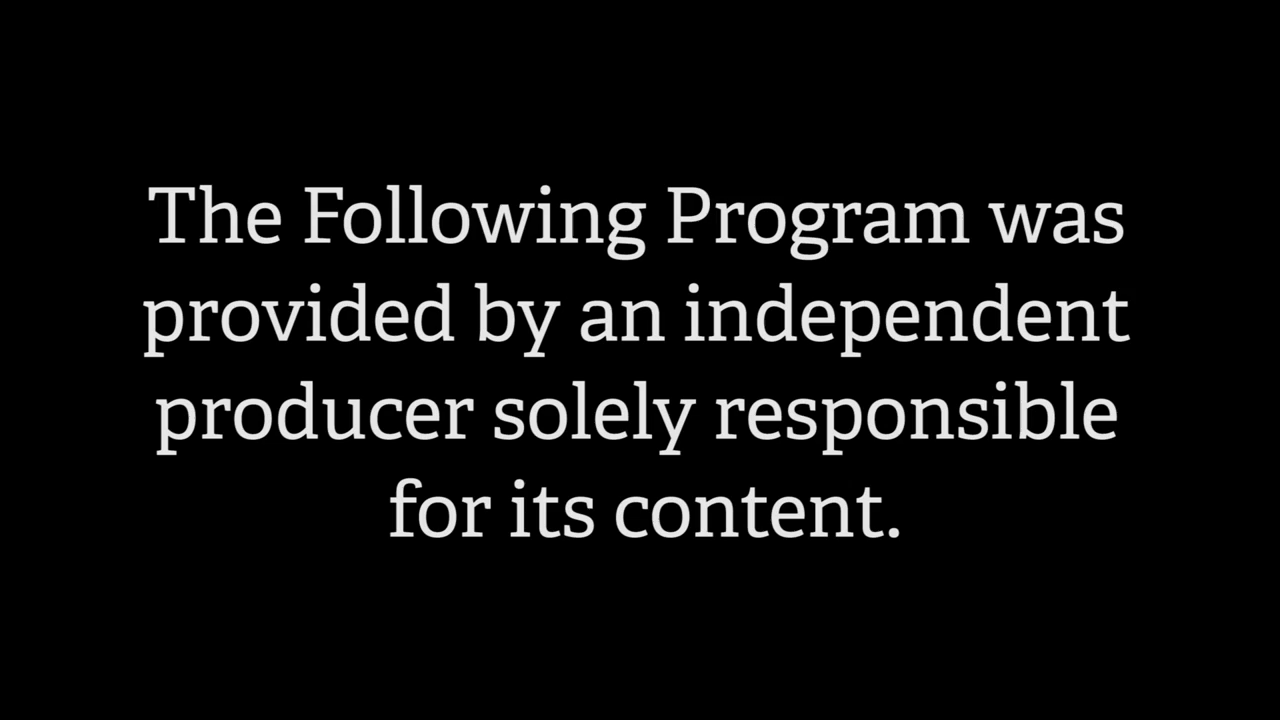 The Following Program was
provided by an independent
producer solely responsible
for its content.